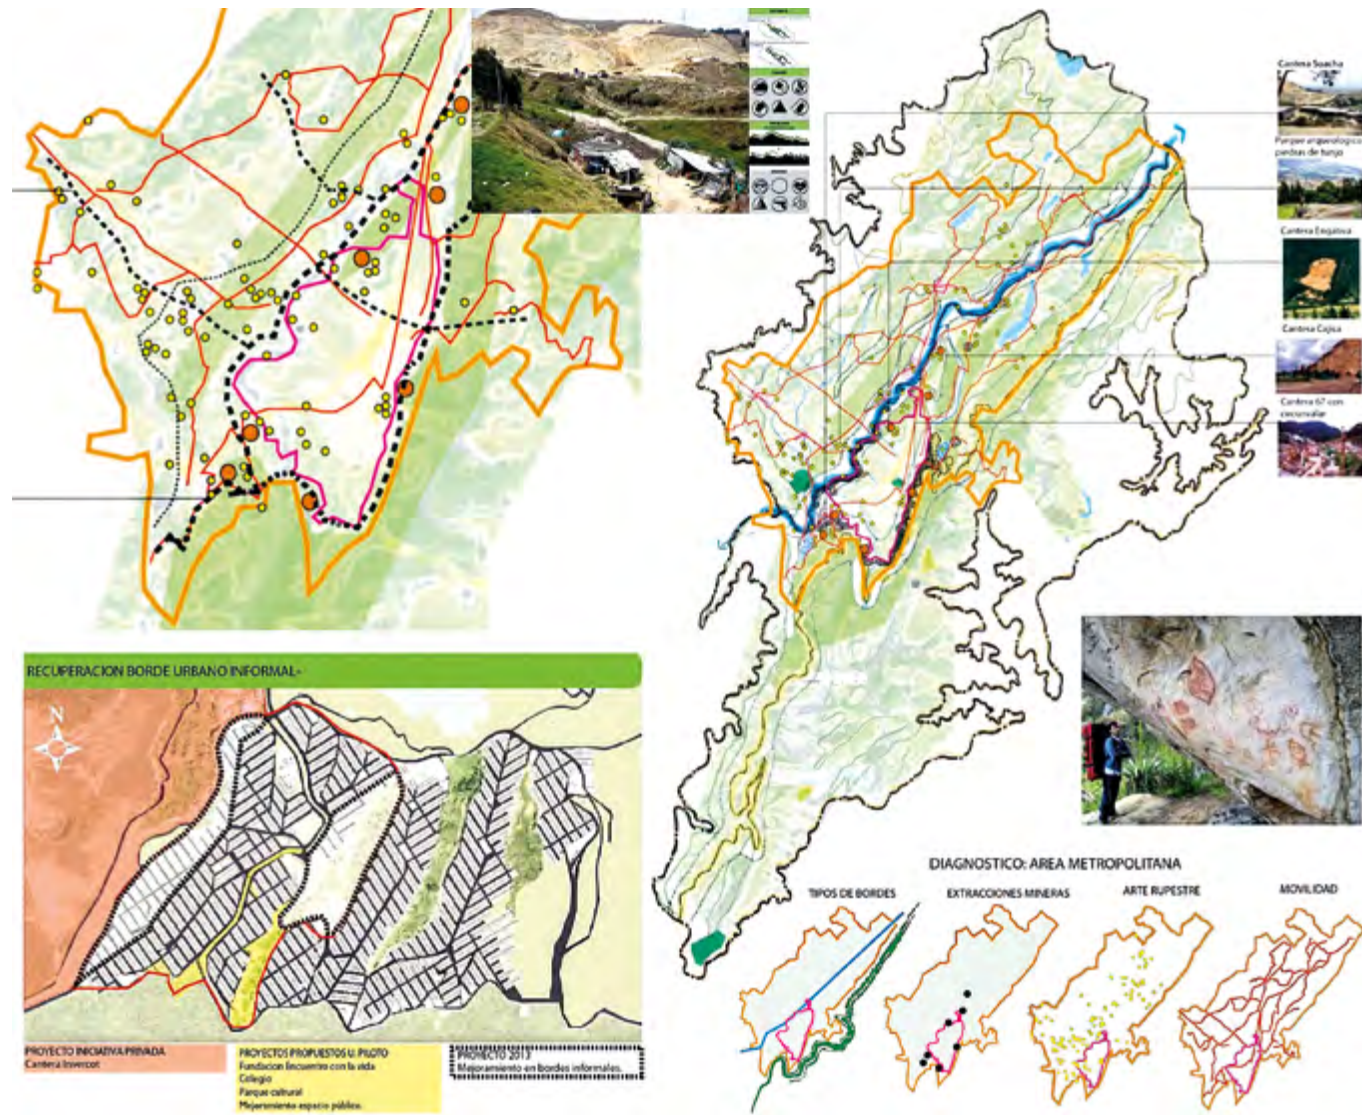 Cantera Soacha
Parque arqueologico
piedras de tunjo
Cantera Engativa
Cantera Cajica
Cantera 67 con
circunvalar
RECUPERACION BORDE URBANO INFORMAL-
N
PROYECTO INICIATIVA PRIVADA
Cantera Invercot
PROYECTOS PROPUESTOS U. PILOTO
Fundacion Encuentro con la vida
Colegio
Parque cultural
Mejoramiento espacio público.
PROYECTO 2013
Mejoramiento en bordes informales.
DIAGNOSTICO: AREA METROPOLITANA
TIPOS DE BORDES
EXTRACCIONES MINERAS
ARTE RUPESTRE
MOVILIDAD